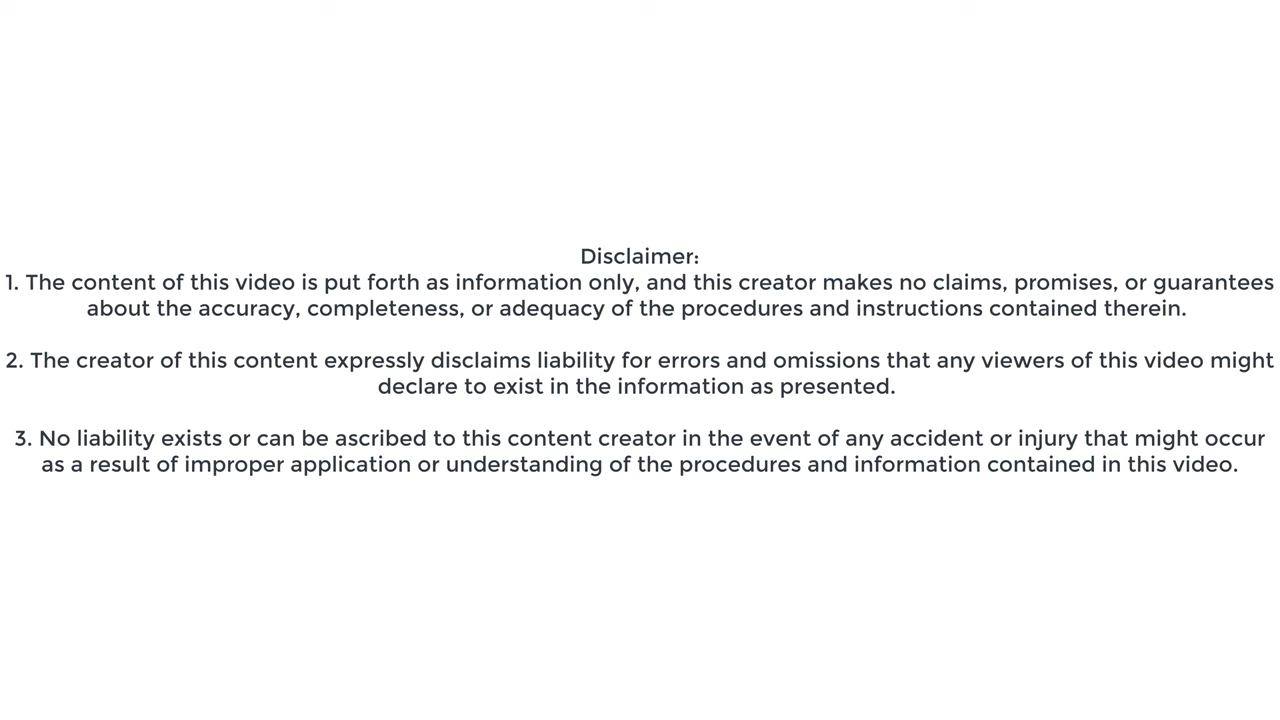 Disclaimer:
1. The content of this video is put forth as information only, and this creator makes no claims, promises, or guarantees
about the accuracy, completeness, or adequacy of the procedures and instructions contained therein.
2. The creator of this content expressly disclaims liability for errors and omissions that any viewers of this video might
declare to exist in the information as presented.
3. No liability exists or can be ascribed to this content creator in the event of any accident or injury that might occur
as a result of improper application or understanding of the procedures and information contained in this video.